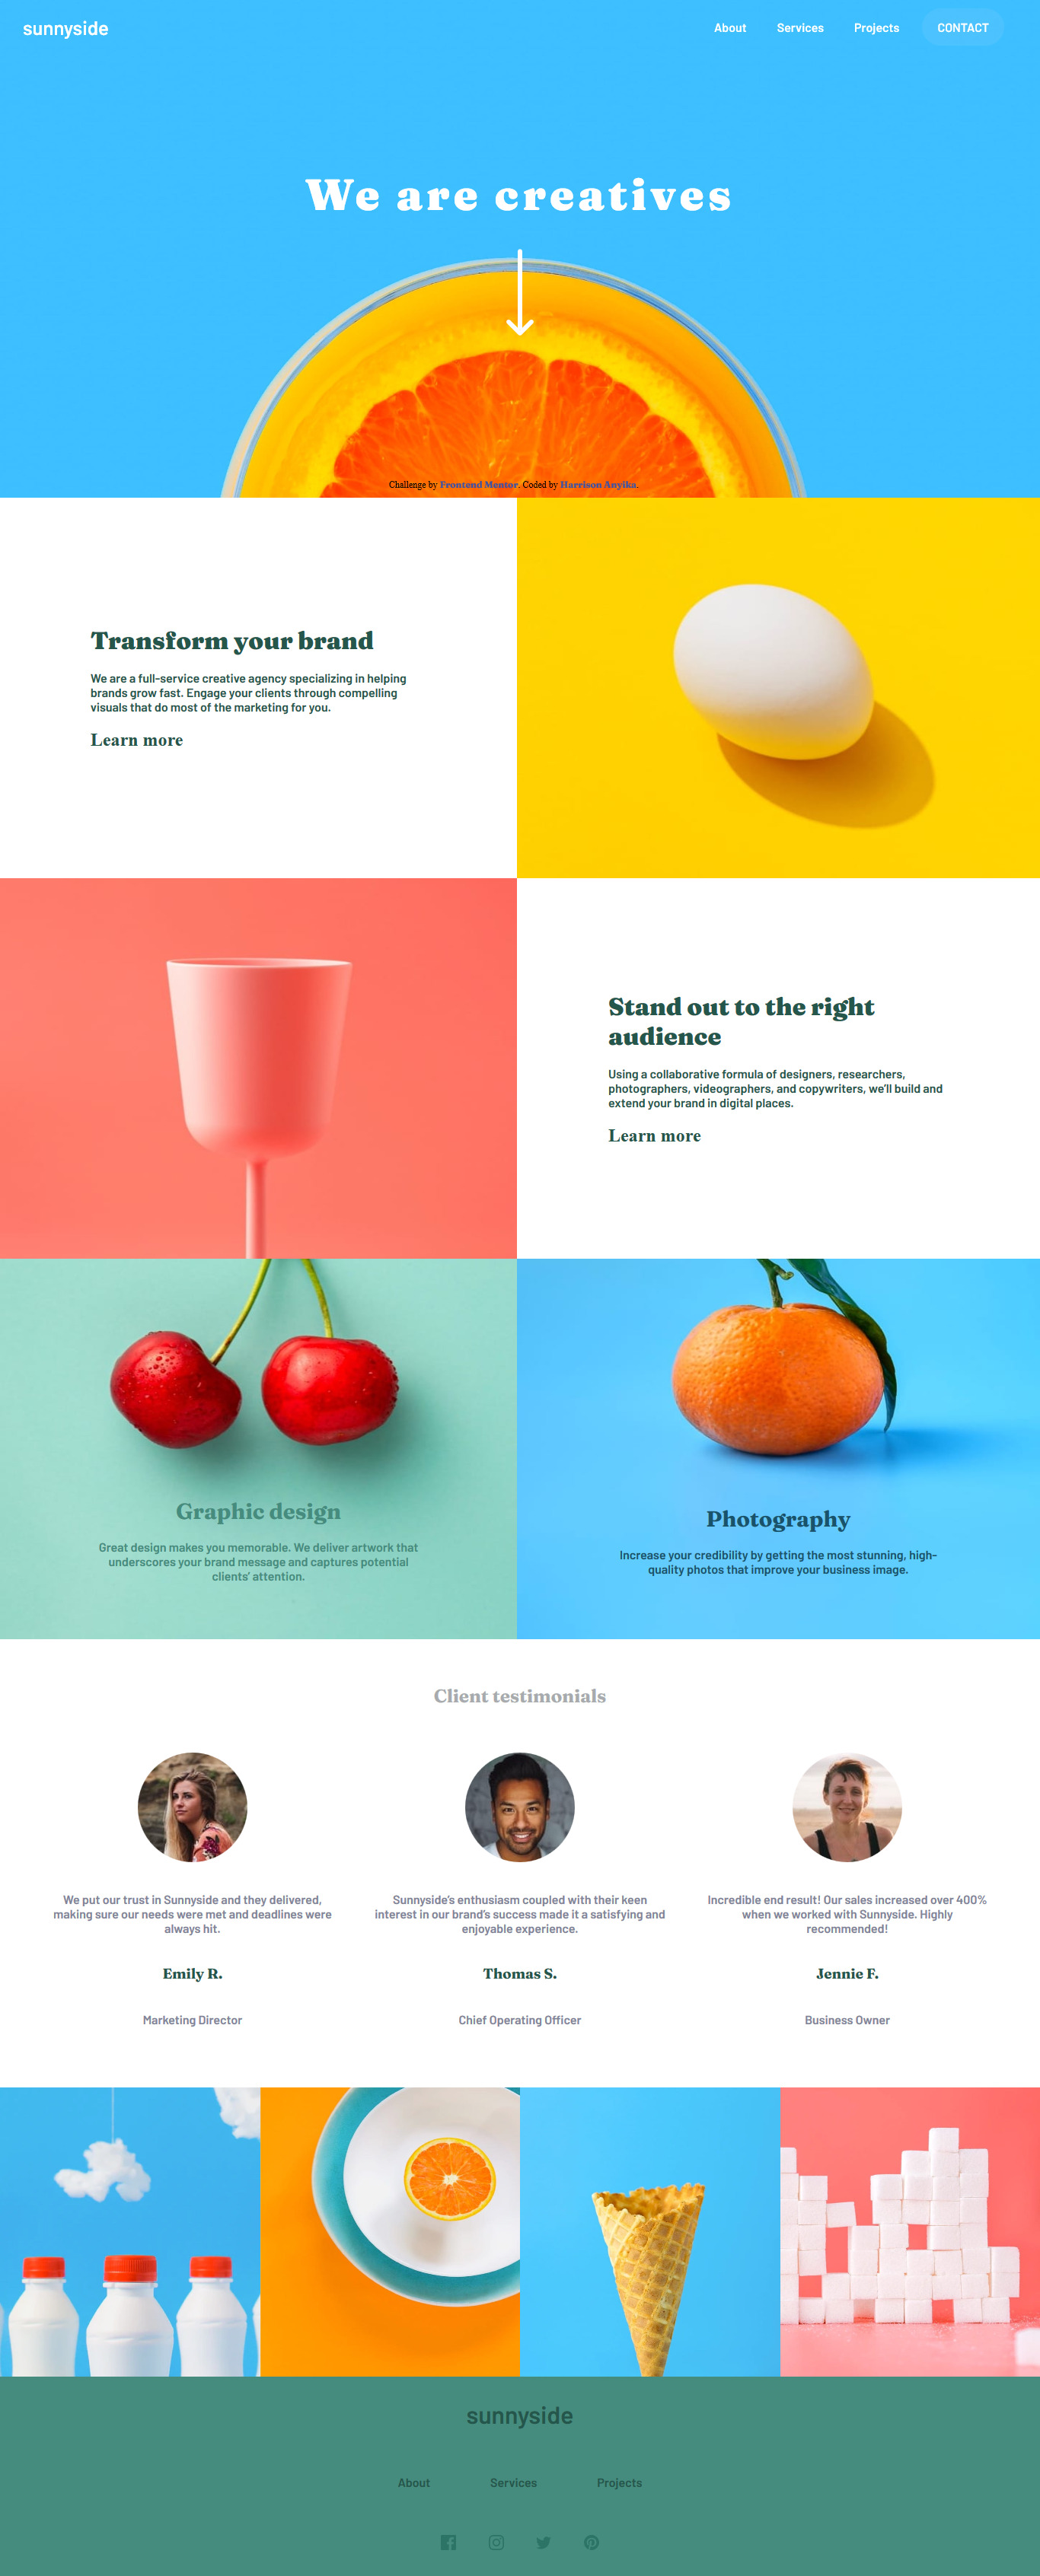 sunnyside
About Services Projects CONTACT
We are creatives
Challenge by Frontend Mentor. Coded by Harrison Anyika.
Transform your brand
We are a full-service creative agency specializing in helping
brands grow fast. Engage your clients through compelling
visuals that do most of the marketing for you.
Learn more
Stand out to the right
audience
Using a collaborative formula of designers, researchers,
photographers, videographers, and copywriters, we’ll build and
extend your brand in digital places.
Learn more
Graphic design
Great design makes you memorable. We deliver artwork that
underscores your brand message and captures potential
clients’ attention.
Photography
Increase your credibility by getting the most stunning, high-
quality photos that improve your business image.
Client testimonials
We put our trust in Sunnyside and they delivered,
making sure our needs were met and deadlines were
always hit.
Emily R.
Marketing Director
Sunnyside’s enthusiasm coupled with their keen
interest in our brand’s success made it a satisfying and
enjoyable experience.
Thomas S.
Chief Operating Officer
Incredible end result! Our sales increased over 400%
when we worked with Sunnyside. Highly
recommended!
Jennie F.
Business Owner
sunnyside
About Services Projects